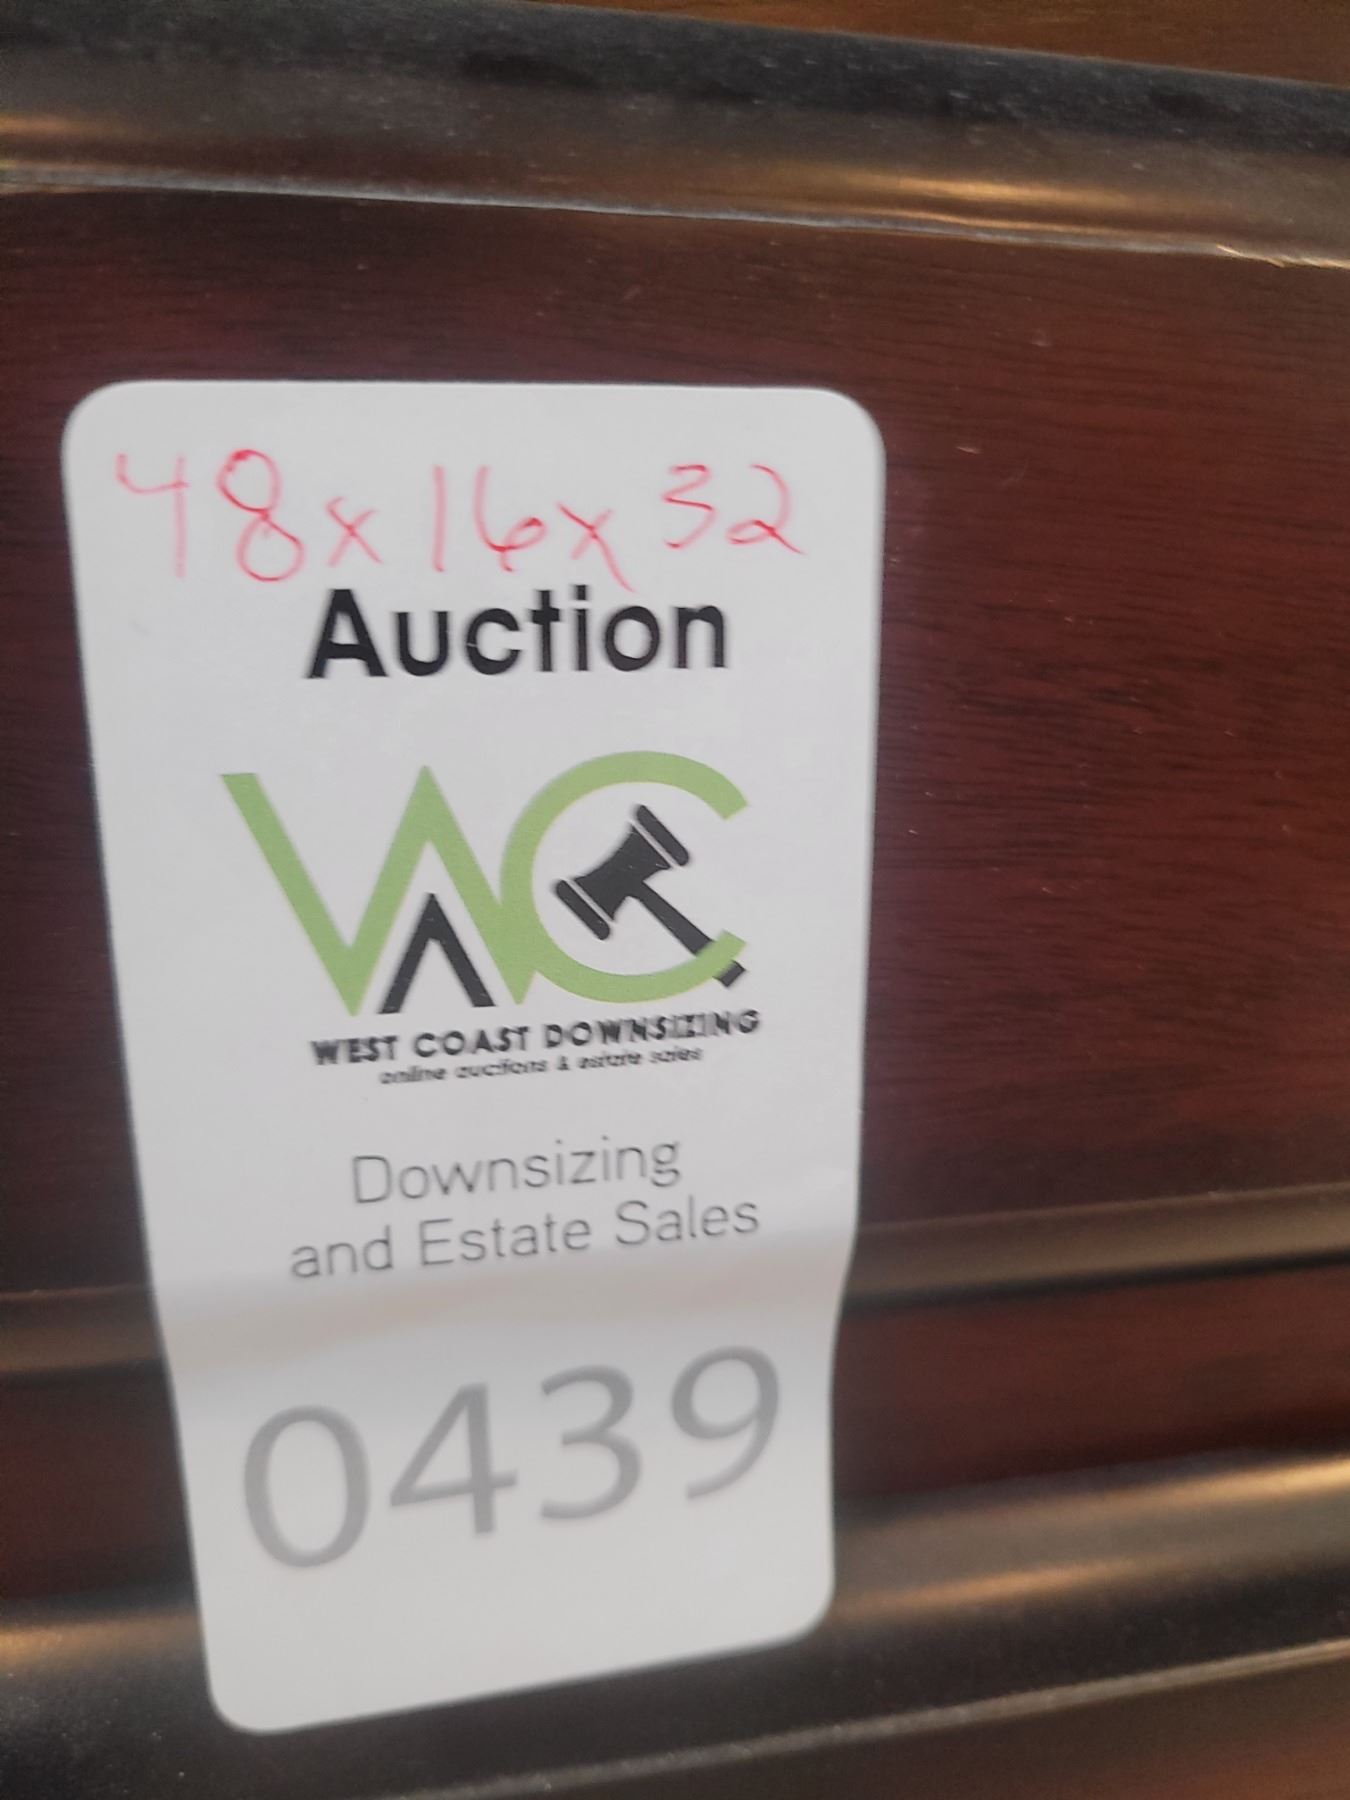 48x16x32
Auction
WC
WEST COAST DOWNSIZING
online auctions & estate sales
Downsizing
and Estate Sales
0439